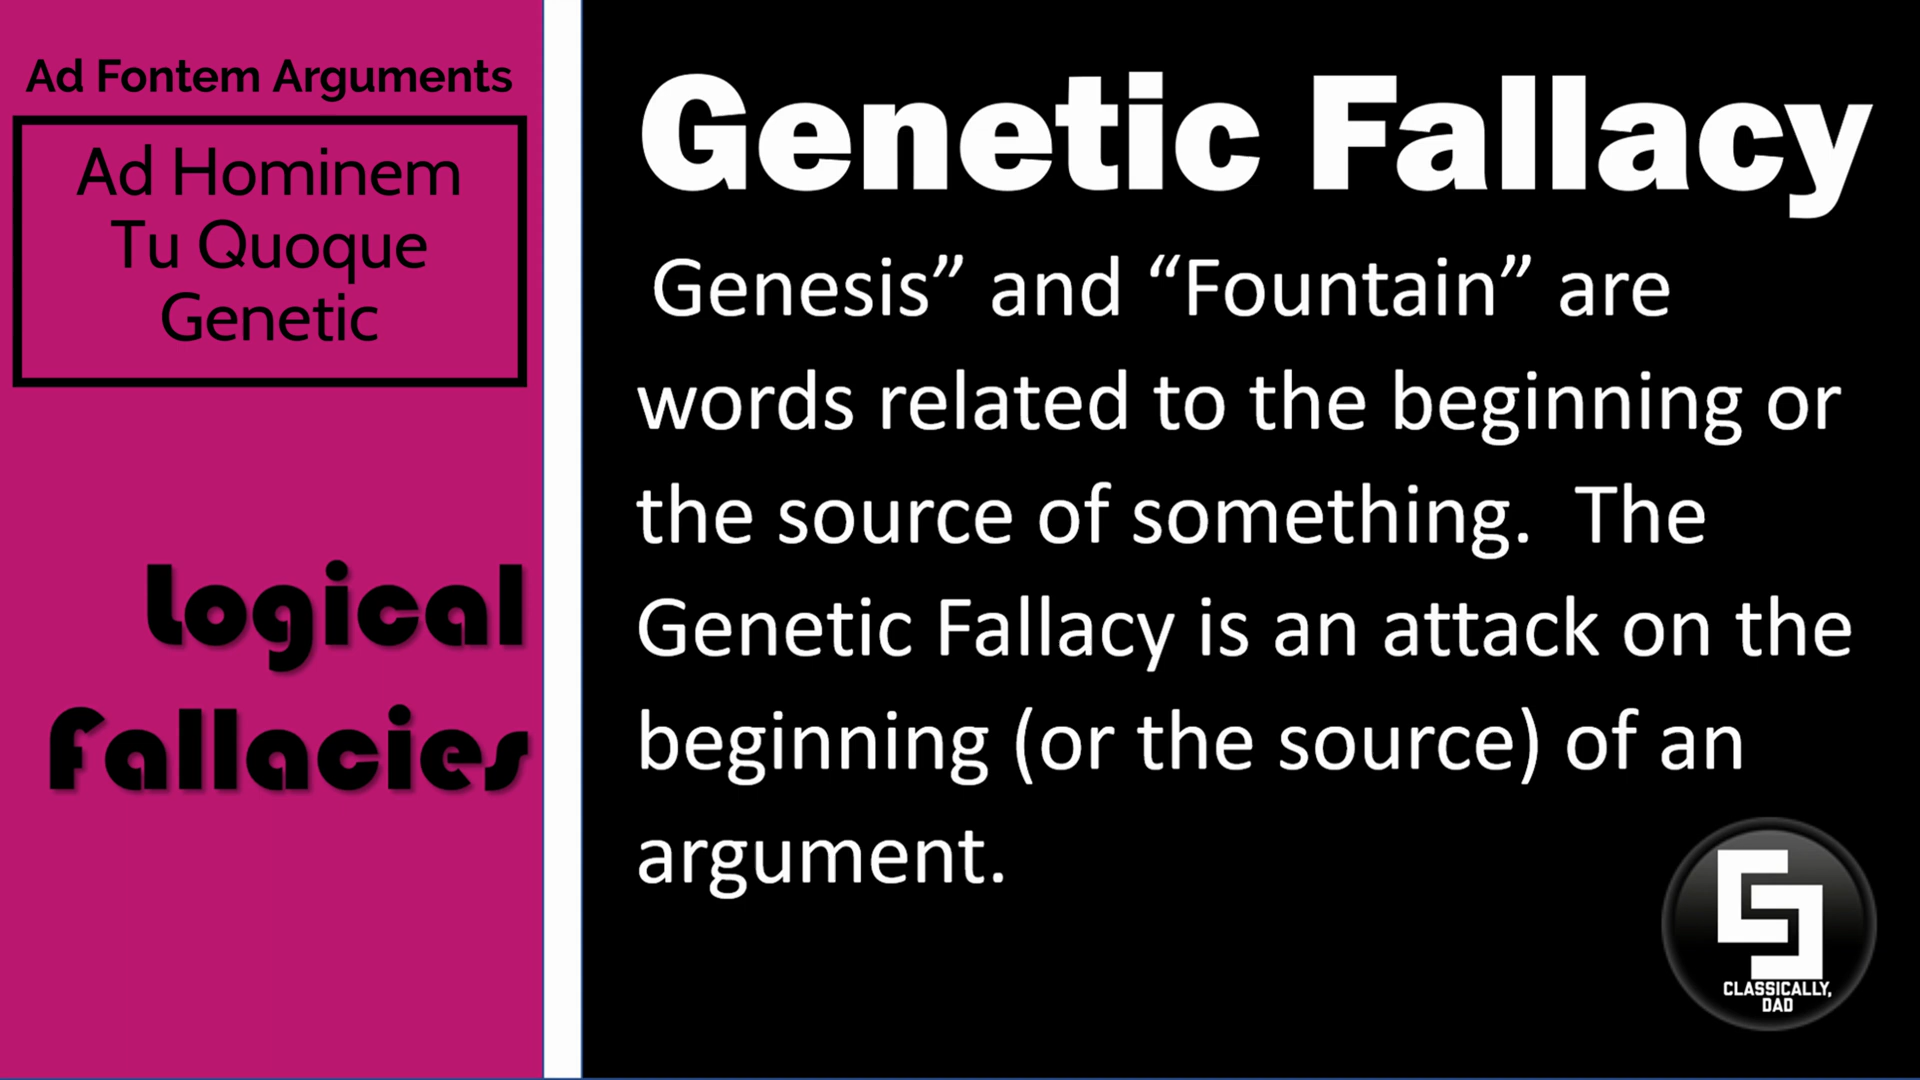 Ad Fontem Arguments
Ad Hominem
Tu Quoque
Genetic
Logical
Fallacies
Genetic Fallacy
Genesis” and “Fountain” are
words related to the beginning or
the source of something.  The
Genetic Fallacy is an attack on the
beginning (or the source) of an
argument.
CLASSICALLY,
DAD